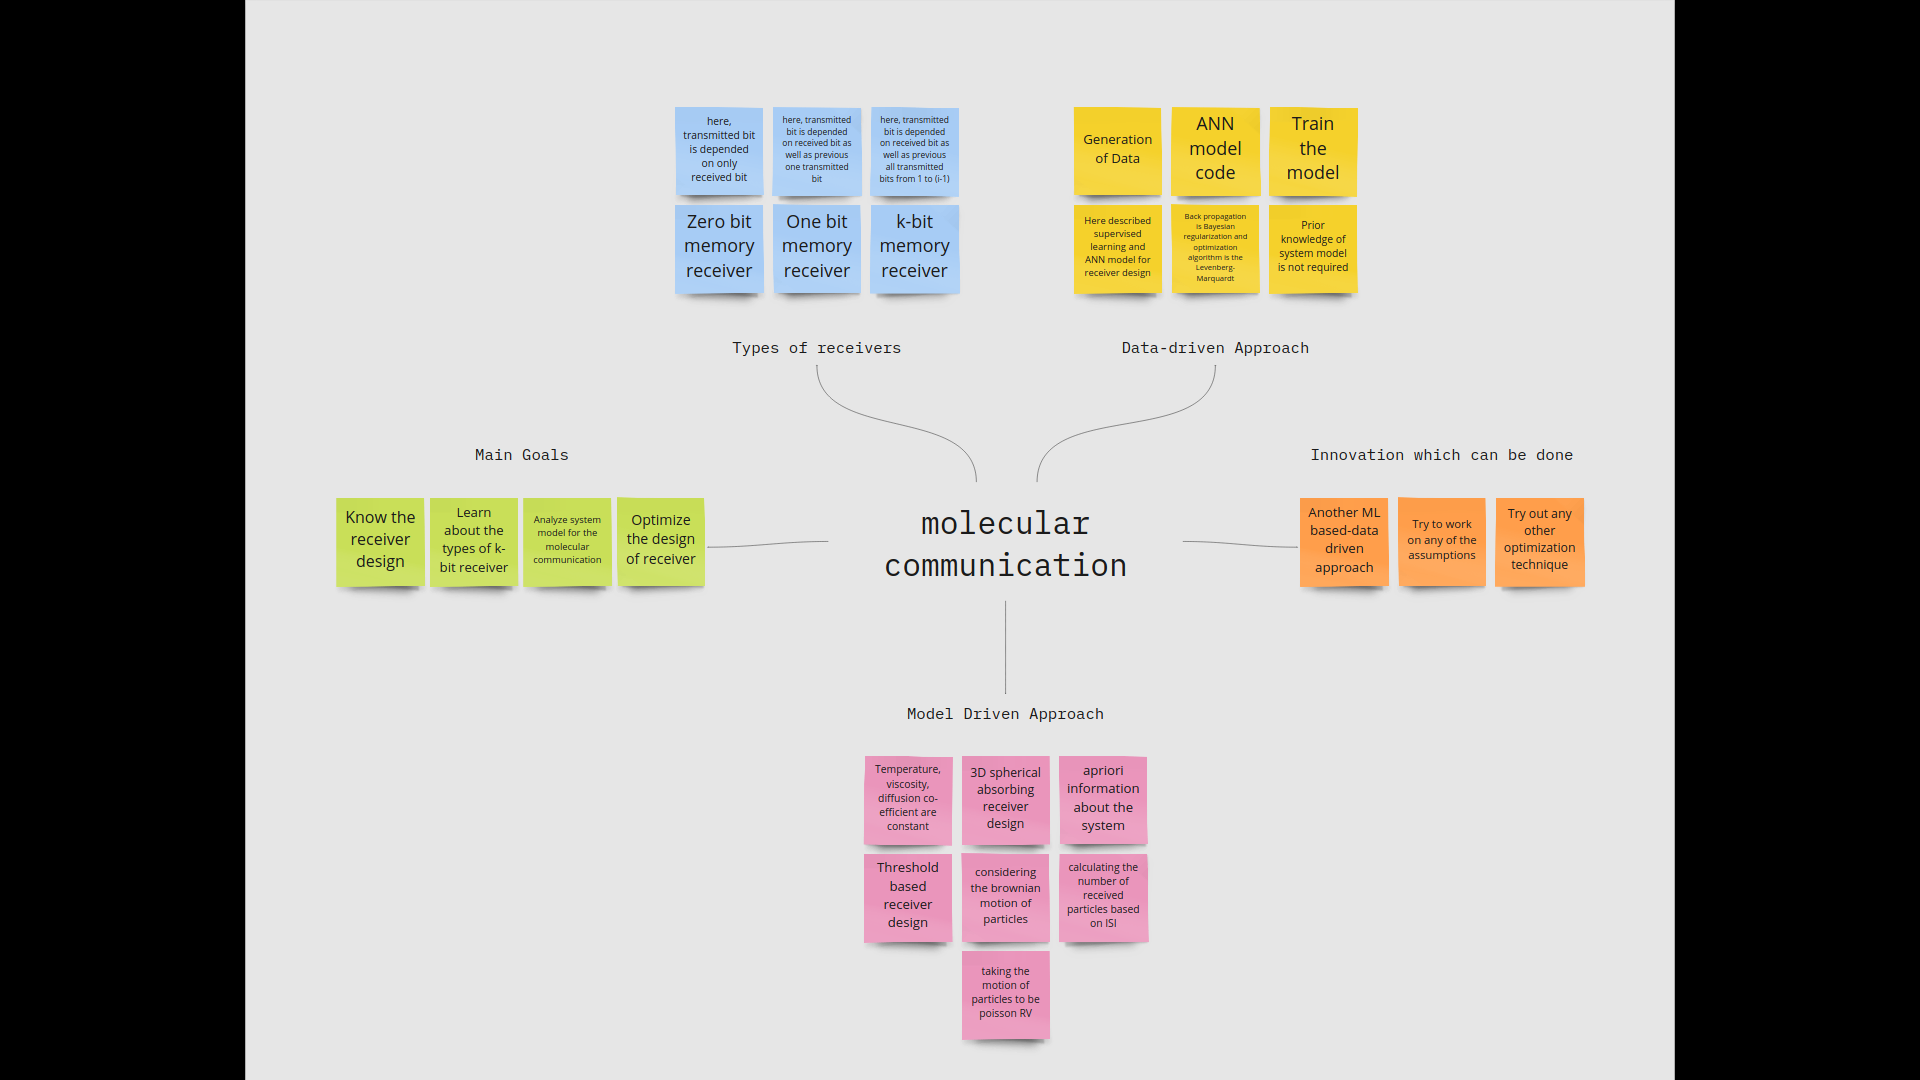 here,
transmitted bit
is depended
on only
received bit
here, transmitted
bit is depended
on received bit as
well as previous
one transmitted
bit
here, transmitted
bit is depended
on received bit as
well as previous
all transmitted
bits from 1 to (i-1)
Zero bit
memory
receiver
One bit
memory
receiver
k-bit
memory
receiver
Types of receivers
Generation
of Data
ANN
model
code
Train
the
model
Here described
supervised
learning and
ANN model for
receiver design
Back propagation
is Bayesian
regularization and
optimization
algorithm is the
Levenberg-
Marquardt
Prior
knowledge of
system model
is not required
Data-driven Approach
Main Goals
Know the
receiver
design
Learn
about the
types of k-
bit receiver
Analyze system
model for the
molecular
communication
Optimize
the design
of receiver
molecular
communication
Innovation which can be done
Another ML
based-data
driven
approach
Try to work
on any of the
assumptions
Try out any
other
optimization
technique
Model Driven Approach
Temperature,
viscosity,
diffusion co-
efficient are
constant
3D spherical
absorbing
receiver
design
apriori
information
about the
system
Threshold
based
receiver
design
considering
the brownian
motion of
particles
calculating the
number of
received
particles based
on ISI
taking the
motion of
particles to be
poisson RV